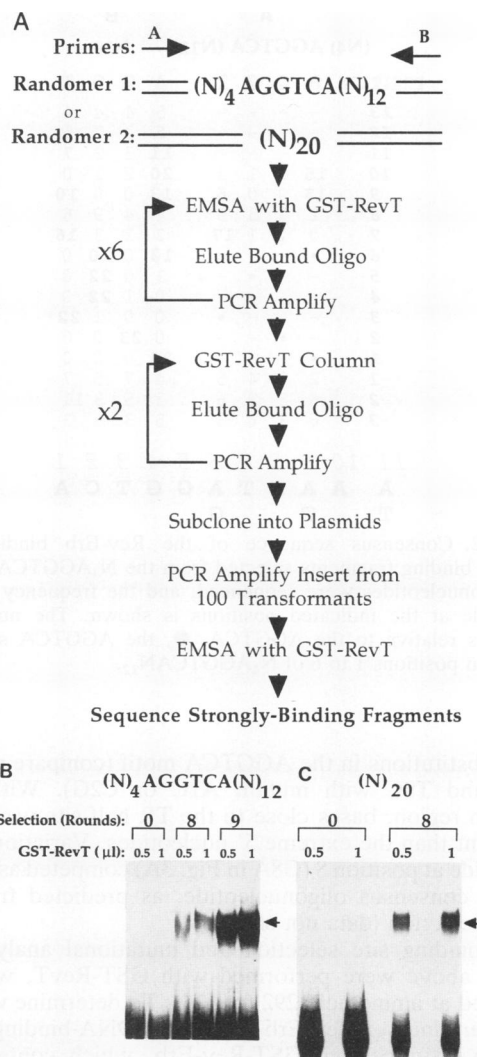 A
Primers: A B
Randomer 1: (N)4 AGGTCA(N)12
or
Randomer 2: (N)20
EMSA with GST-RevT
x6
Elute Bound Oligo
PCR Amplify
GST-RevT Column
x2
Elute Bound Oligo
PCR Amplify
Subclone into Plasmids
PCR Amplify Insert from
100 Transformants
EMSA with GST-RevT
Sequence Strongly-Binding Fragments
B C
(N)4AGGTCA(N)12 (N)20
Selection (Rounds): 0 8 0 8
GST-RevT (µl): 0.5 1 0.5 1 0.5 1 0.5 1 0.5 1